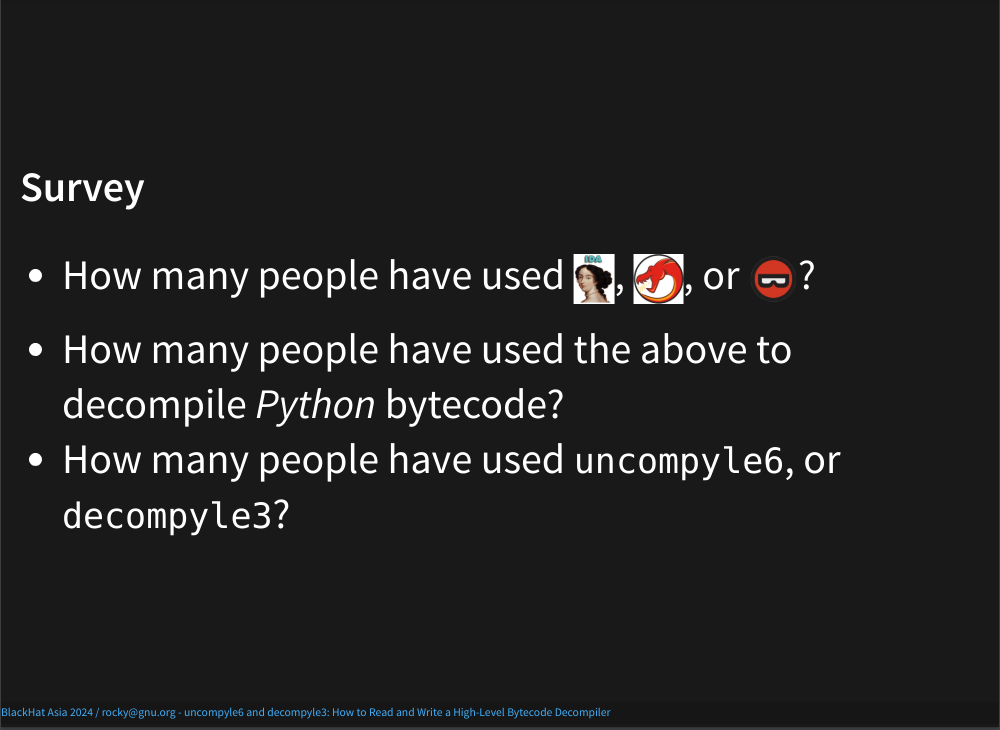 Survey
• How many people have used IDA, , or ?
• How many people have used the above to
decompile Python bytecode?
• How many people have used uncompyle6, or
decompyle3?
BlackHat Asia 2024 / rocky@gnu.org - uncompyle6 and decompyle3: How to Read and Write a High-Level Bytecode Decompiler